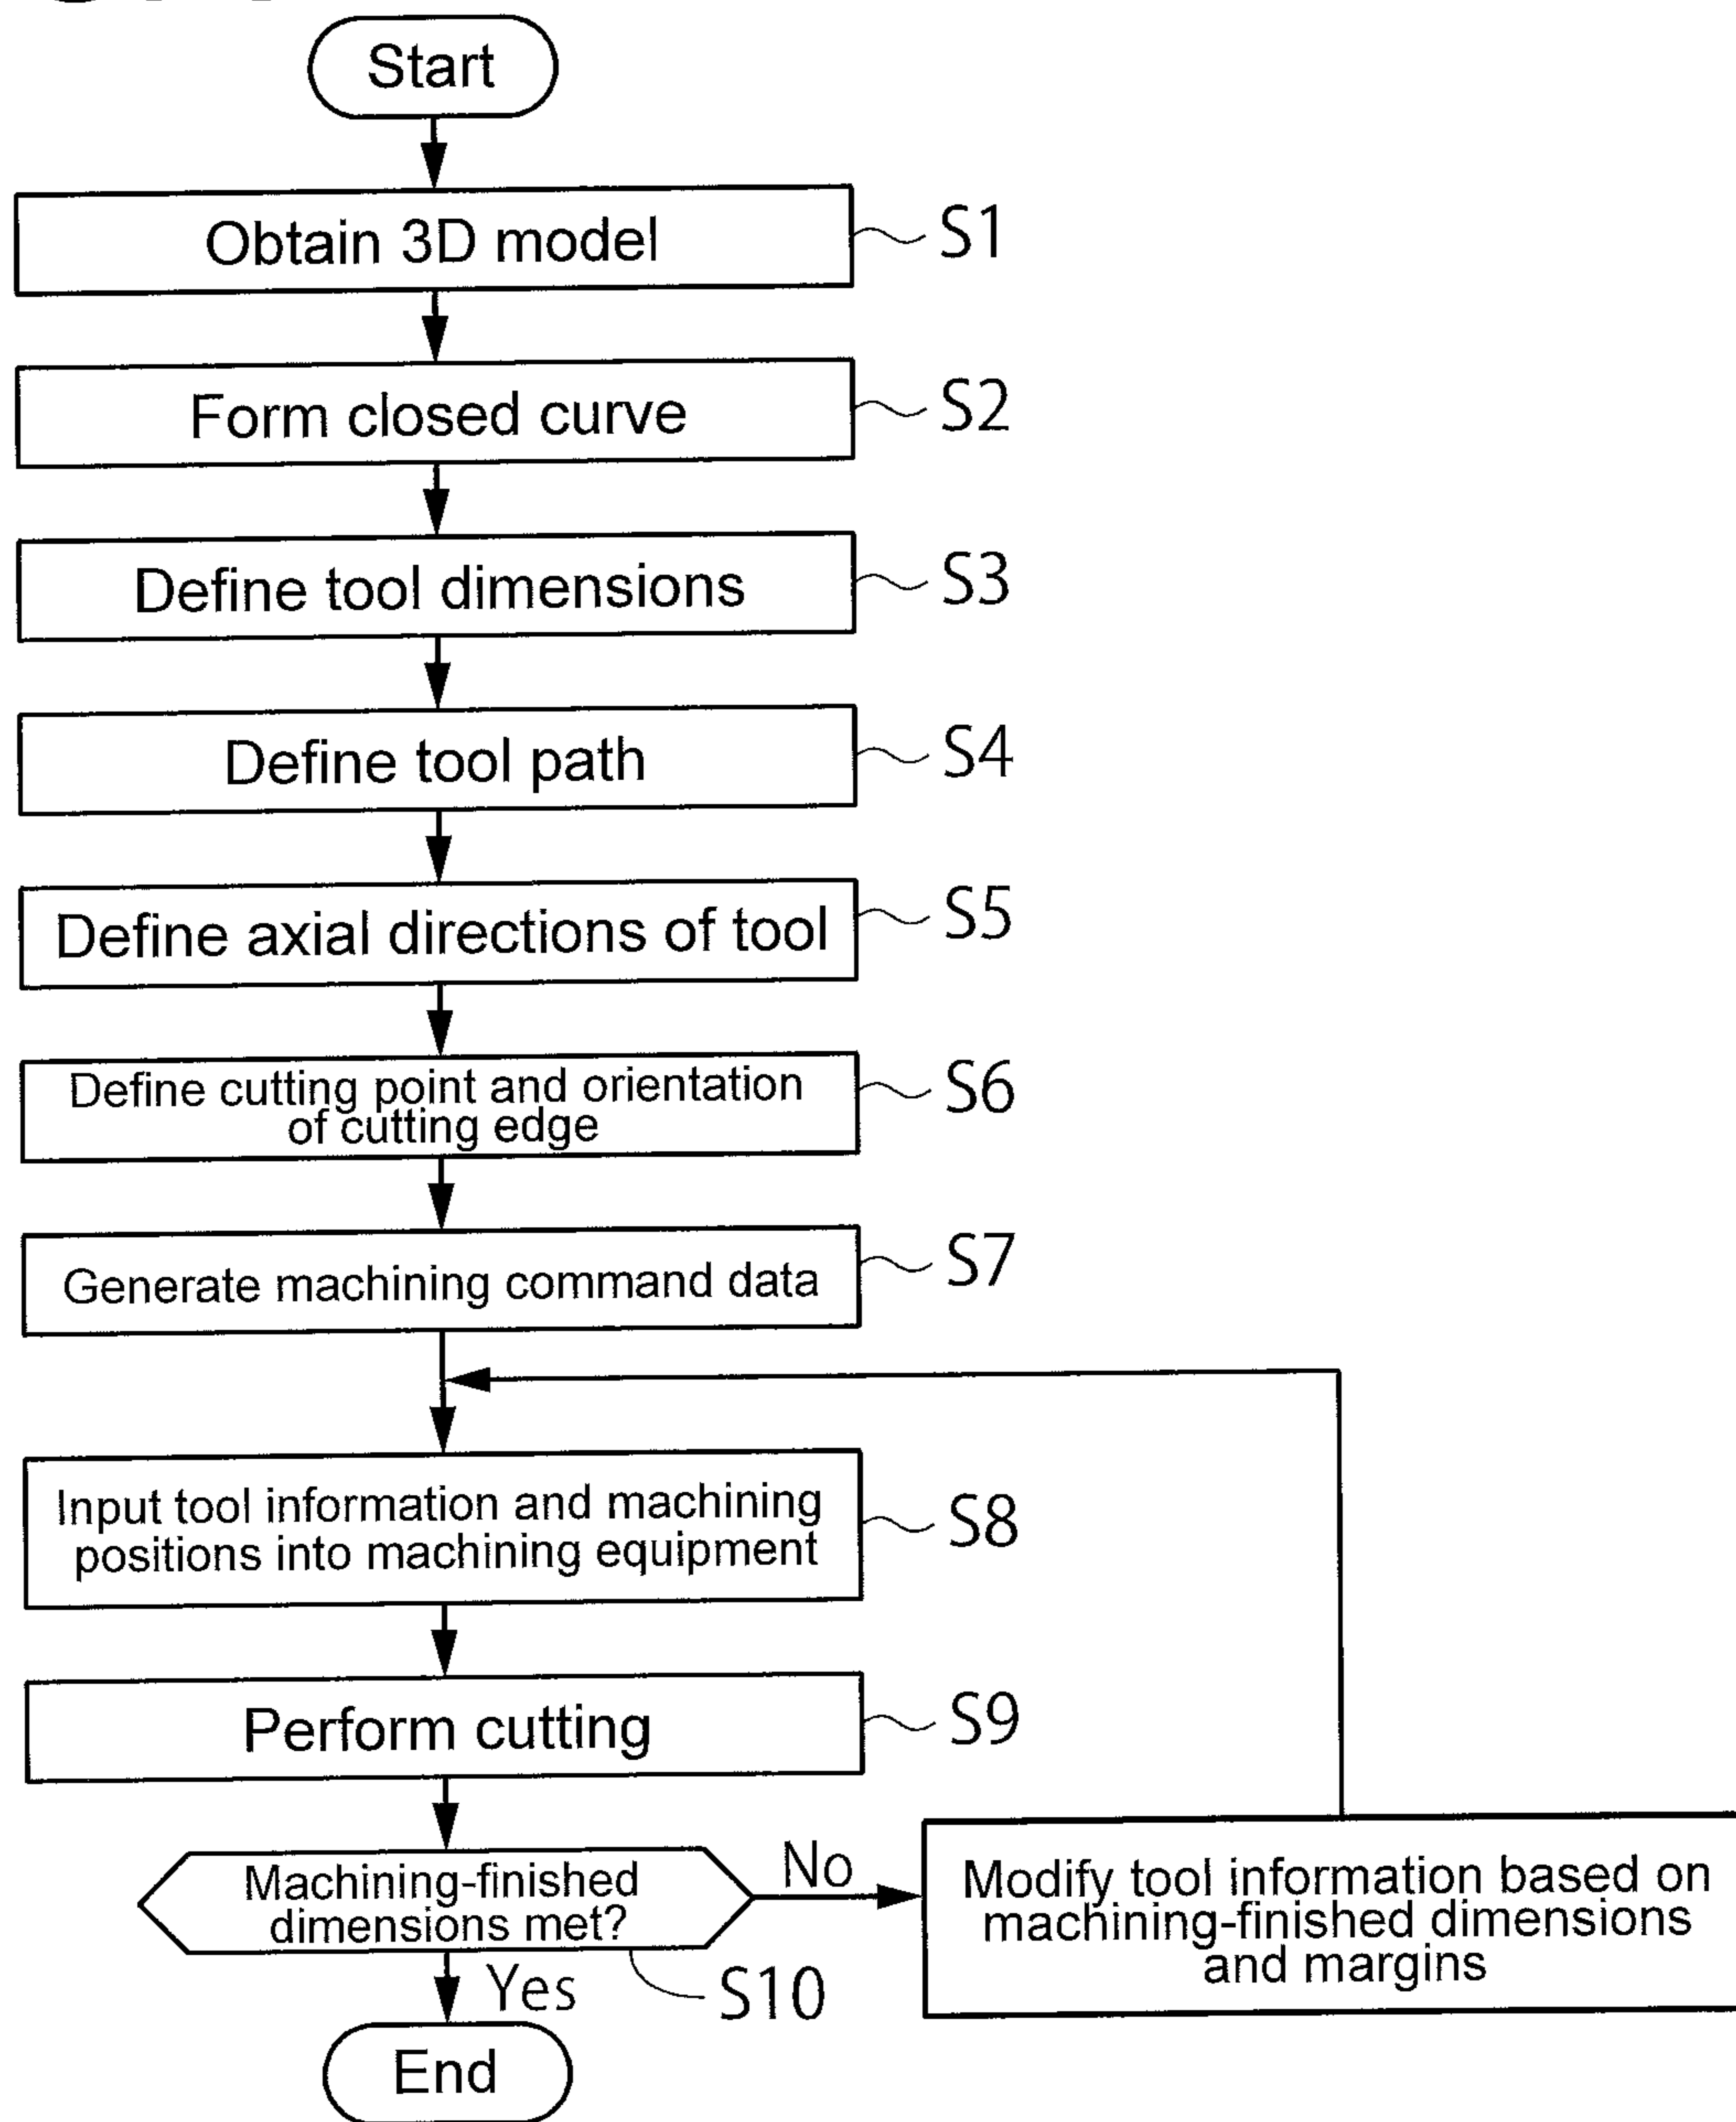 Start
Obtain 3D model
S1
Form closed curve
S2
Define tool dimensions
S3
Define tool path
S4
Define axial directions of tool
S5
Define cutting point and orientation
of cutting edge
S6
Generate machining command data
S7
Input tool information and machining
positions into machining equipment
S8
Perform cutting
S9
Machining-finished
dimensions met?
S10
No
Modify tool information based on
machining-finished dimensions
and margins
Yes
End